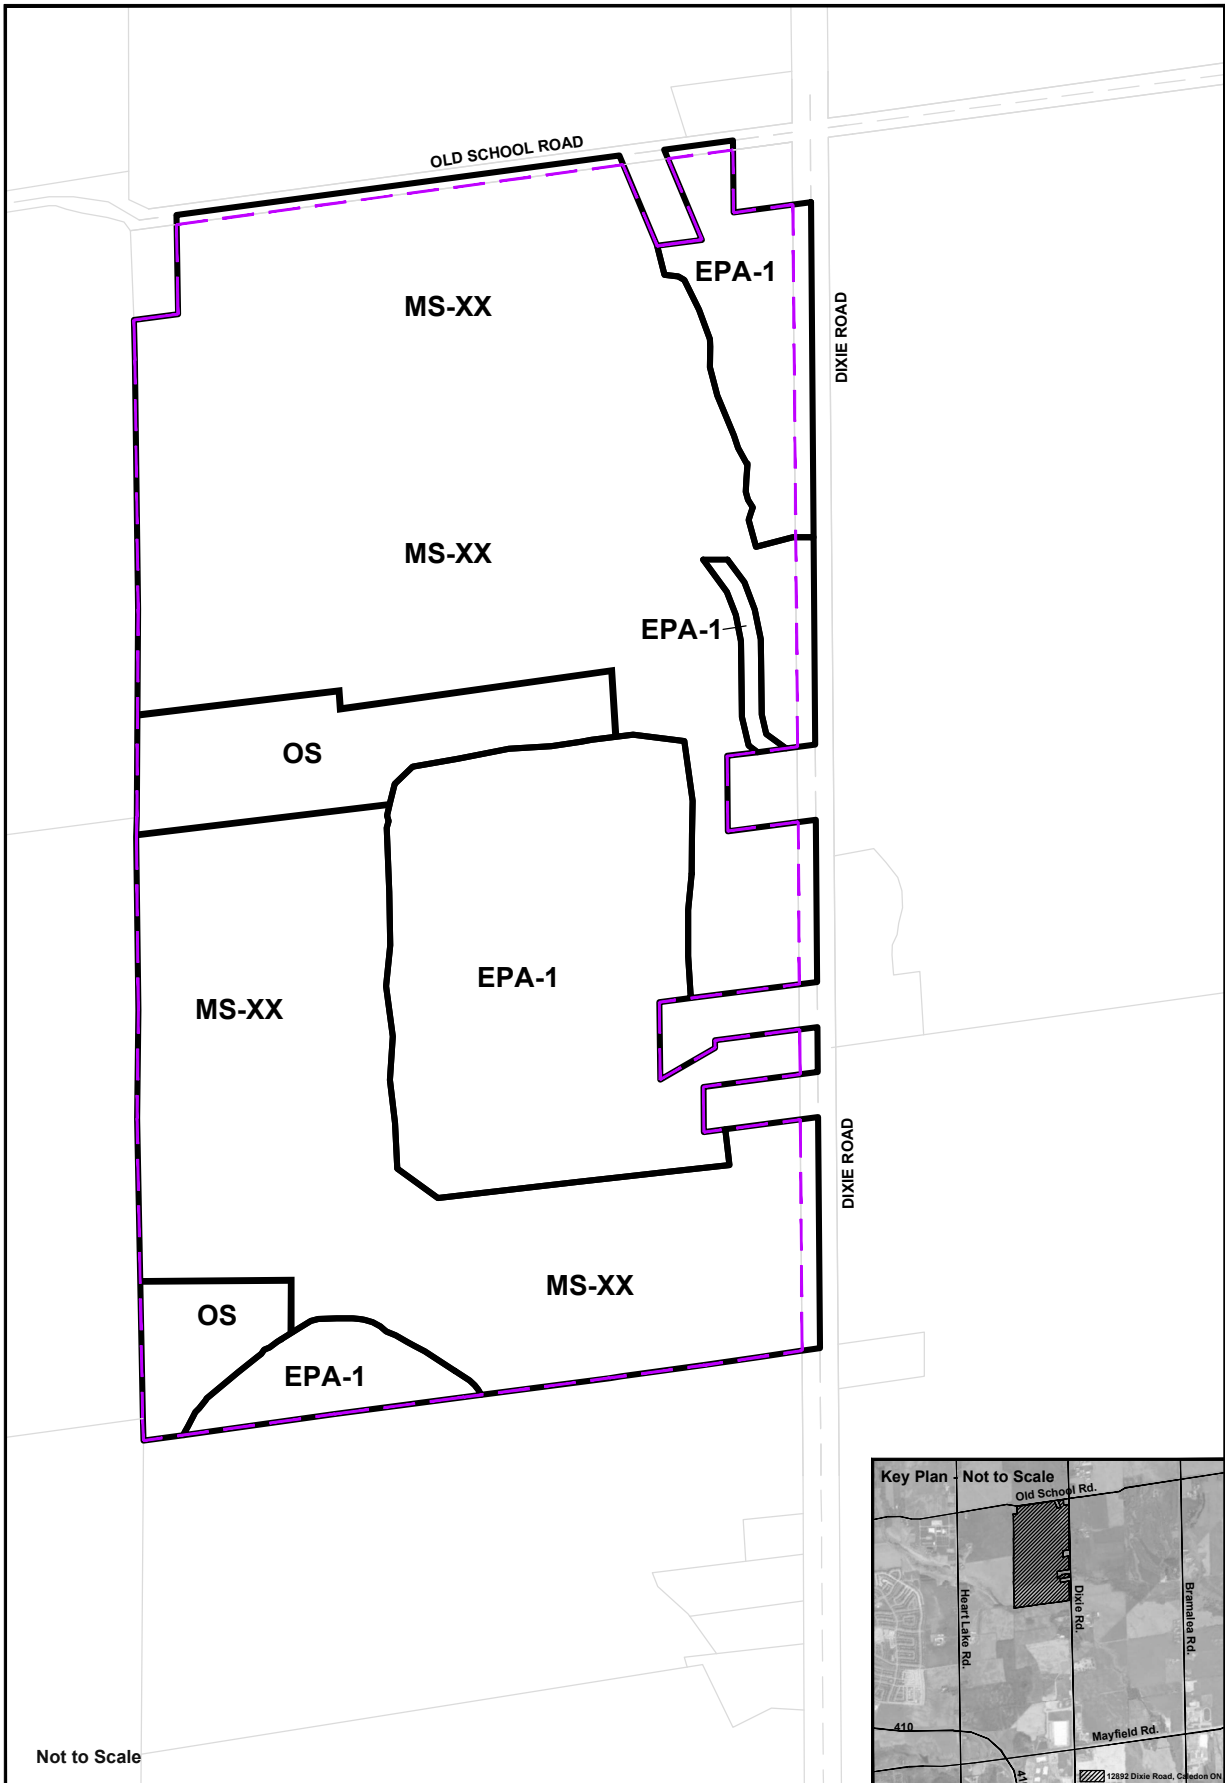 OLD SCHOOL ROAD
EPA-1
MS-XX
DIXIE ROAD
MS-XX
EPA-1
OS
EPA-1
MS-XX
DIXIE ROAD
MS-XX
OS
EPA-1
Key Plan - Not to Scale
Old School Rd.
Heart Lake Rd.
Dixie Rd.
Bramalea Rd.
410
Mayfield Rd.
Not to Scale
12892 Dixie Road, Caledon ON